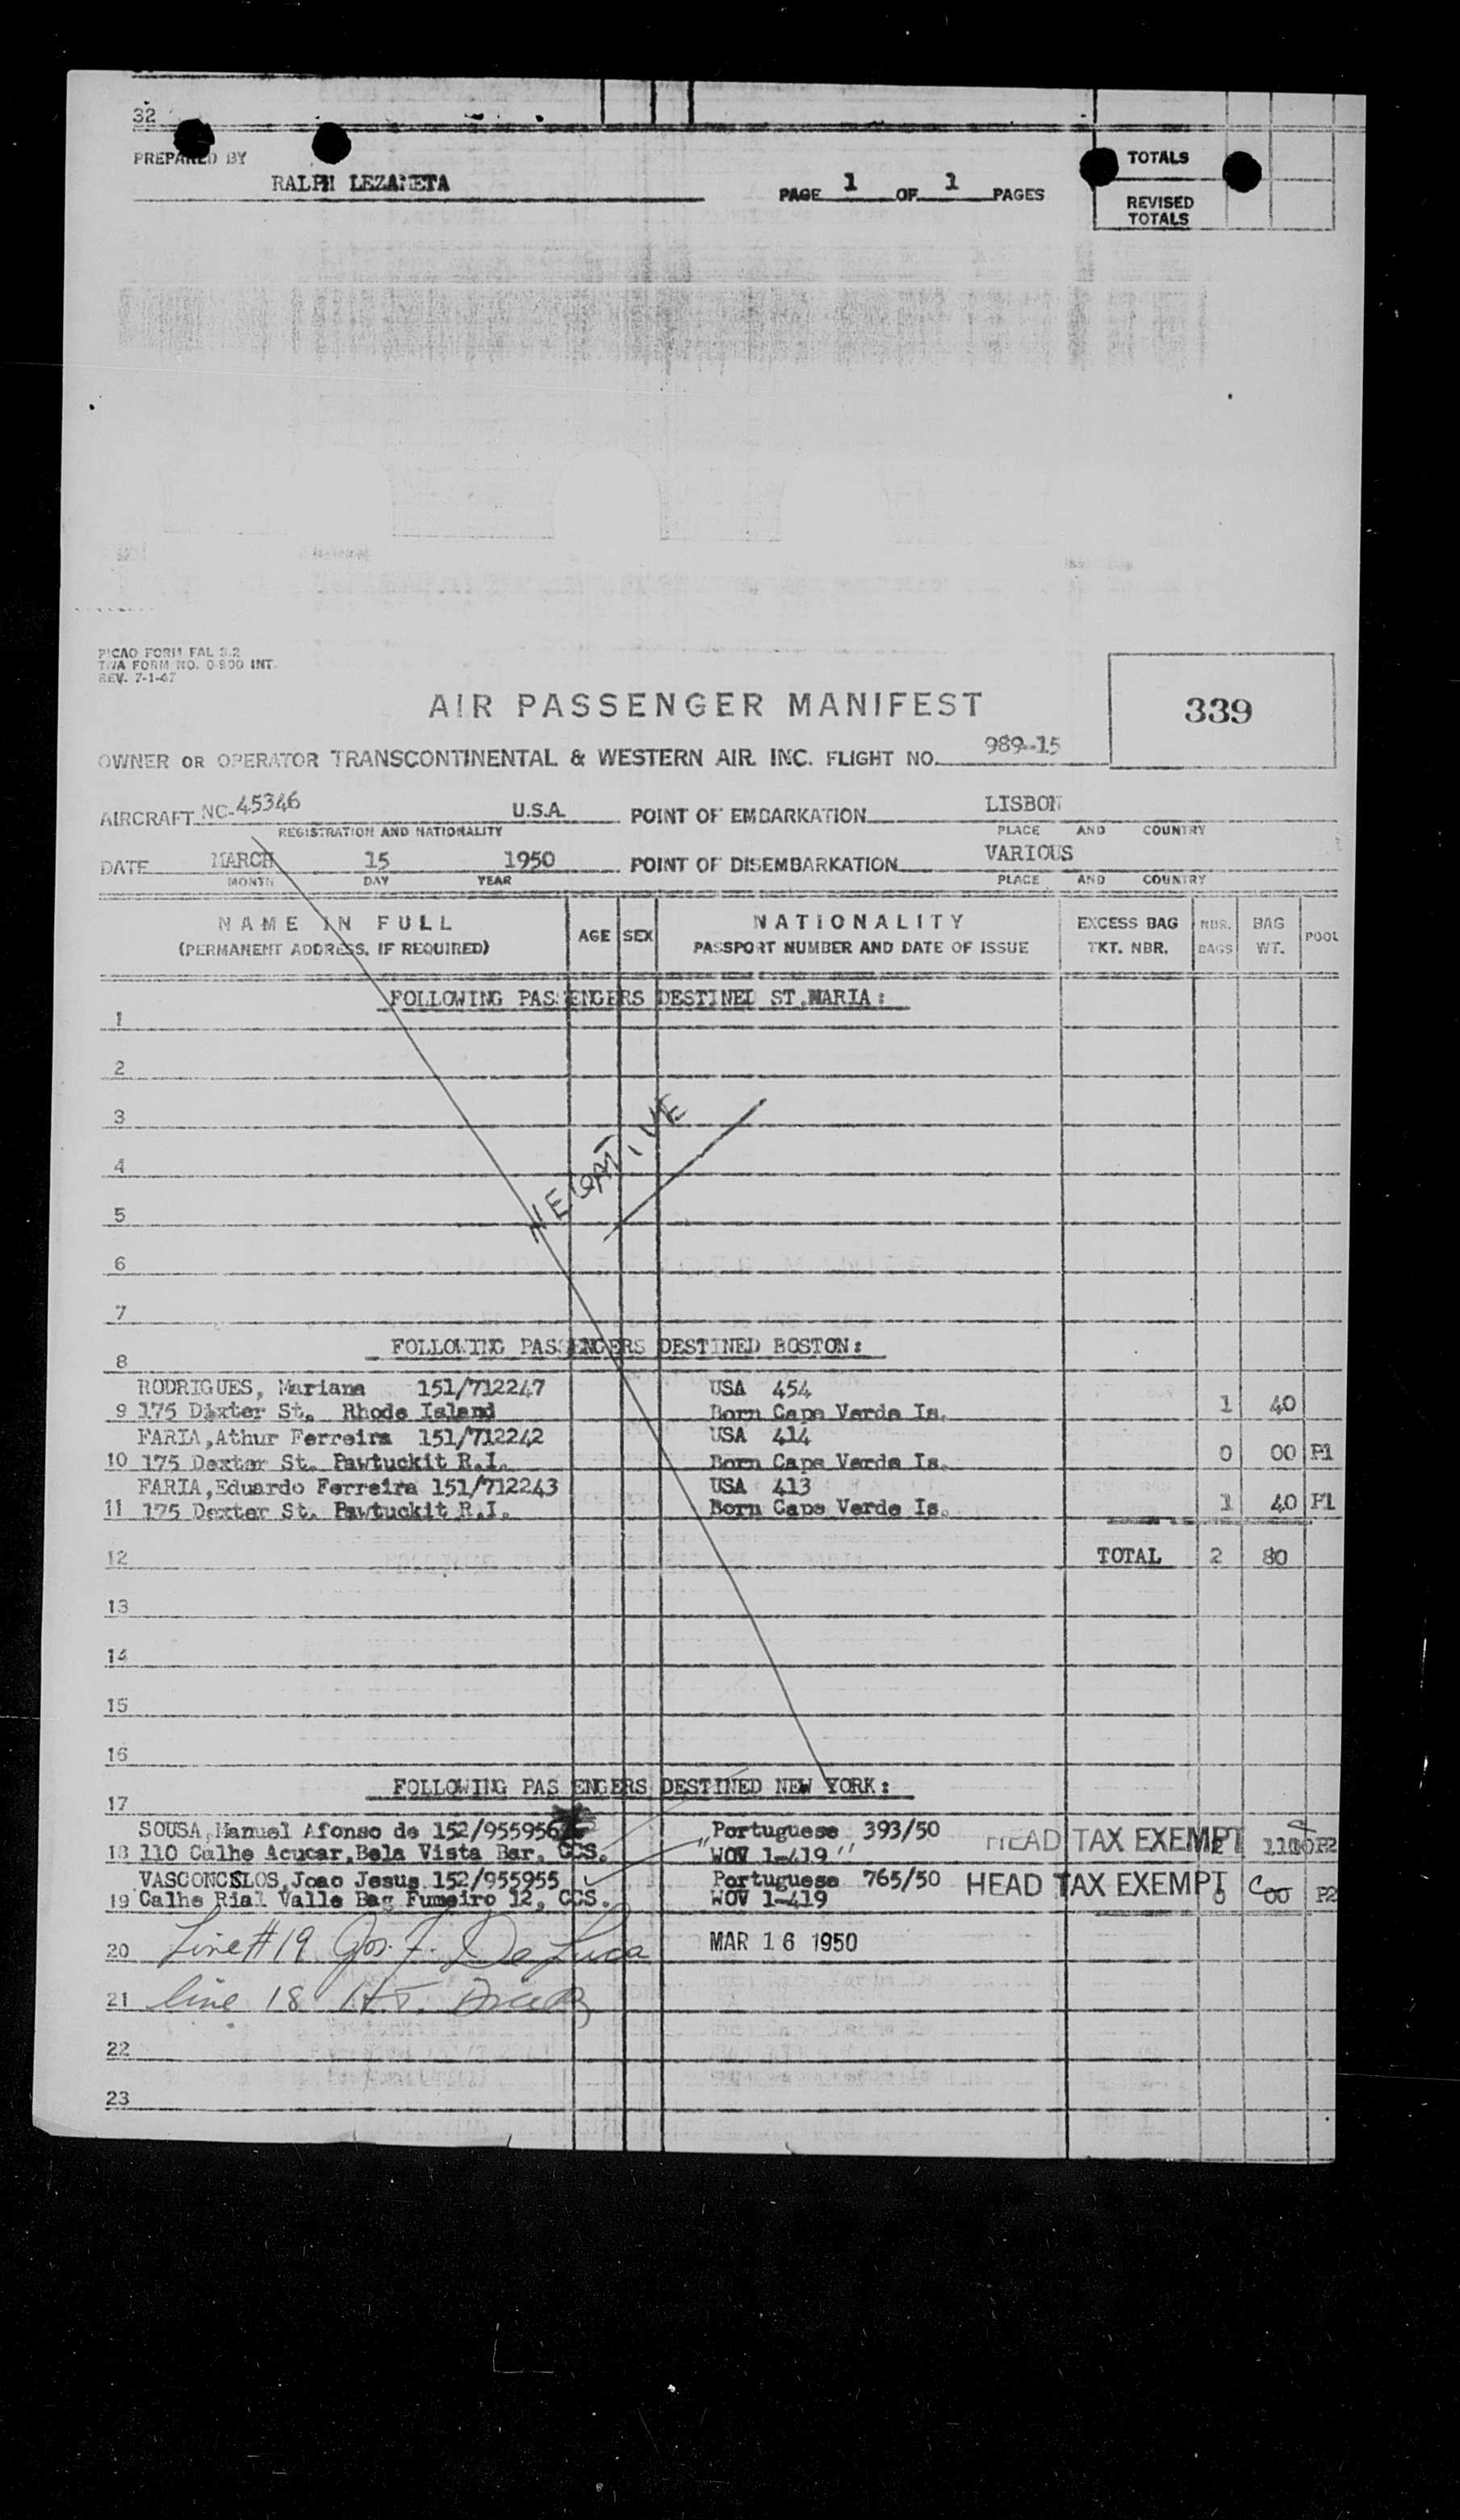 32
PREPARED BY
RALPH LEZAMETA
PAGE 1 OF 1 PAGES
TOTALS
REVISED TOTALS
PICAO FORM FAL 3.2
TWA FORM NO. 0-800 INT.
REV. 7-1-47
AIR PASSENGER MANIFEST
339
OWNER OR OPERATOR TRANSCONTINENTAL & WESTERN AIR. INC. FLIGHT NO. 989-15
AIRCRAFT NC-45346 U.S.A. POINT OF EMBARKATION LISBON
REGISTRATION AND NATIONALITY PLACE AND COUNTRY
DATE MARCH 15 1950 POINT OF DISEMBARKATION VARIOUS
MONTH DAY YEAR PLACE AND COUNTRY
NAME IN FULL AGE SEX NATIONALITY EXCESS BAG NBR. BAG POOL
(PERMANENT ADDRESS, IF REQUIRED) PASSPORT NUMBER AND DATE OF ISSUE TKT. NBR. BAGS WT.
FOLLOWING PASSENGERS DESTINED ST.MARIA:
1
2
3
NEGATIVE
4
5
6
7
FOLLOWING PASSENGERS DESTINED BOSTON:
8
RODRIGUES, Mariana 151/712247 USA 454
9 175 Dixter St. Rhode Island Born Cape Verde Is. 1 40
FARIA,Athur Ferreira 151/712242 USA 414
10 175 Dexter St. Pawtuckit R.I. Born Cape Verde Is. 0 00 P1
FARIA,Eduardo Ferreira 151/712243 USA 413
11 175 Dexter St. Pawtuckit R.I. Born Cape Verde Is. 1 40 P1
12 TOTAL 2 80
13
14
15
16
FOLLOWING PAS ENGERS DESTINED NEW YORK:
17
SOUSA,Manuel Afonso de 152/955956 Portuguese 393/50 HEAD TAX EXEMPT
18 110 Calhe Acucar,Bela Vista Bar, CCS. "WOV 1-419" P2
VASCONCELOS,Joao Jesus 152/955955 Portuguese 765/50 HEAD TAX EXEMPT
19 Calhe Rial Valle Bag Fumeiro 12, CCS. WOV 1-419 0 00 P2
20 Line #19 Jos. F. De Luca MAR 16 1950
21 line 18 H.T.
22
23